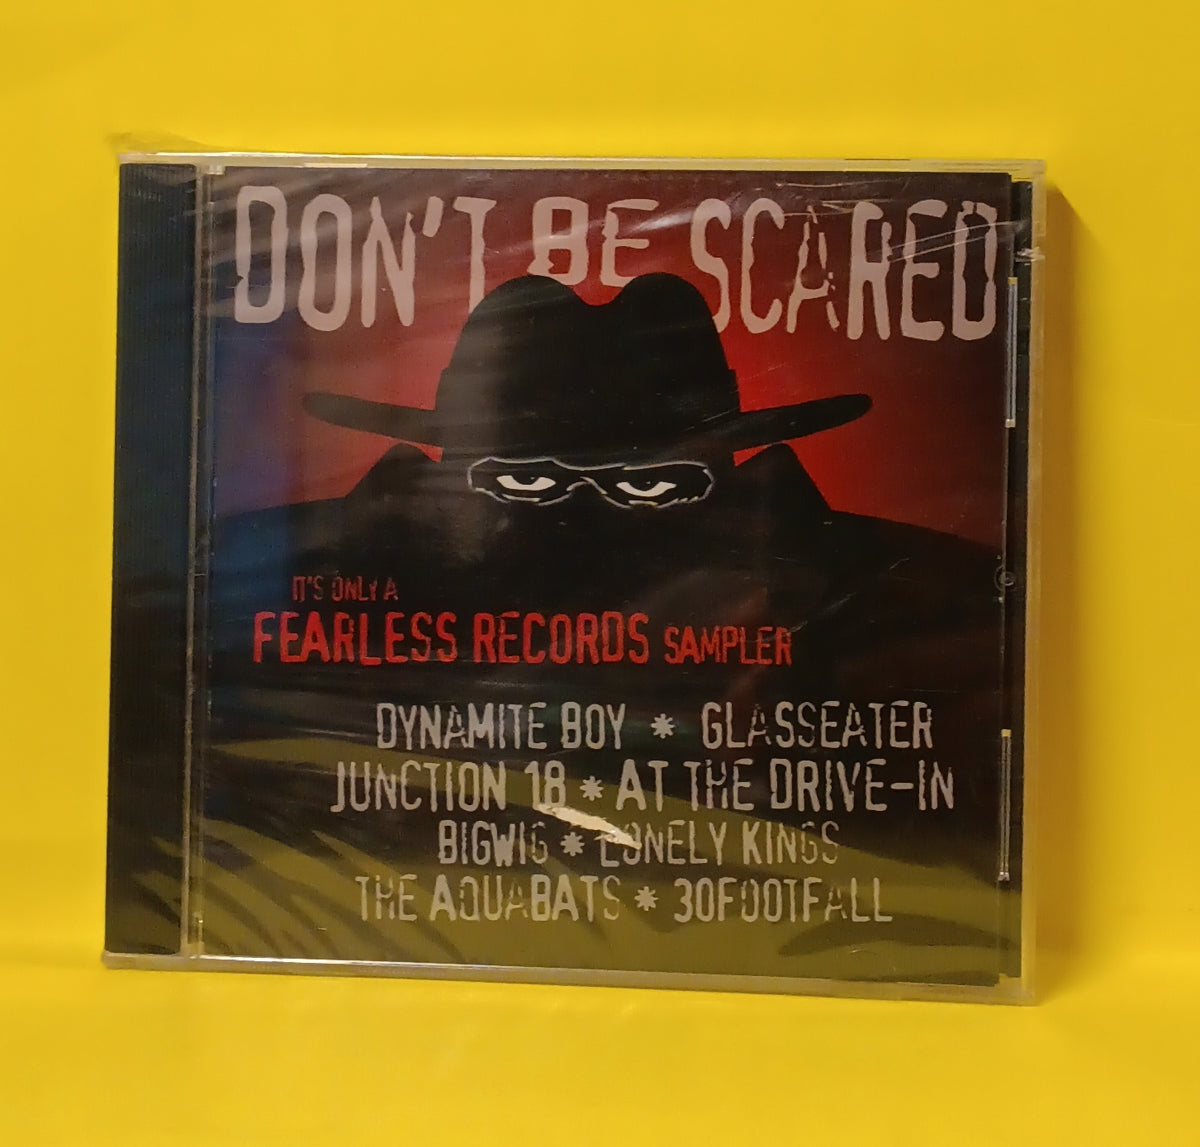 DON'T BE SCARED
IT'S ONLY A
FEARLESS RECORDS SAMPLER
DYNAMITE BOY * GLASSEATER
JUNCTION 18 * AT THE DRIVE-IN
BIGWIG * LONELY KINGS
THE AQUABATS * 30FOOTFALL